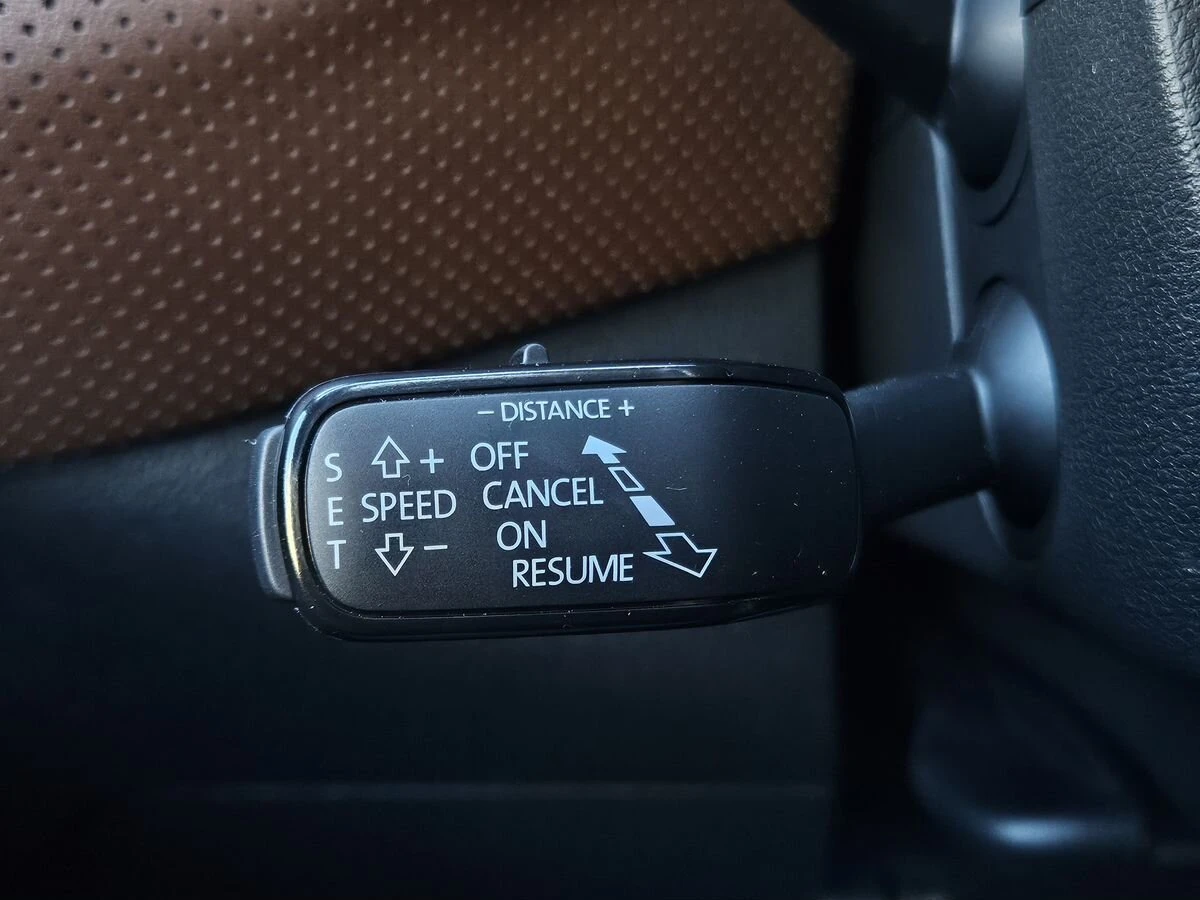 - DISTANCE +
S
E
T
+
SPEED
-
OFF
CANCEL
ON
RESUME